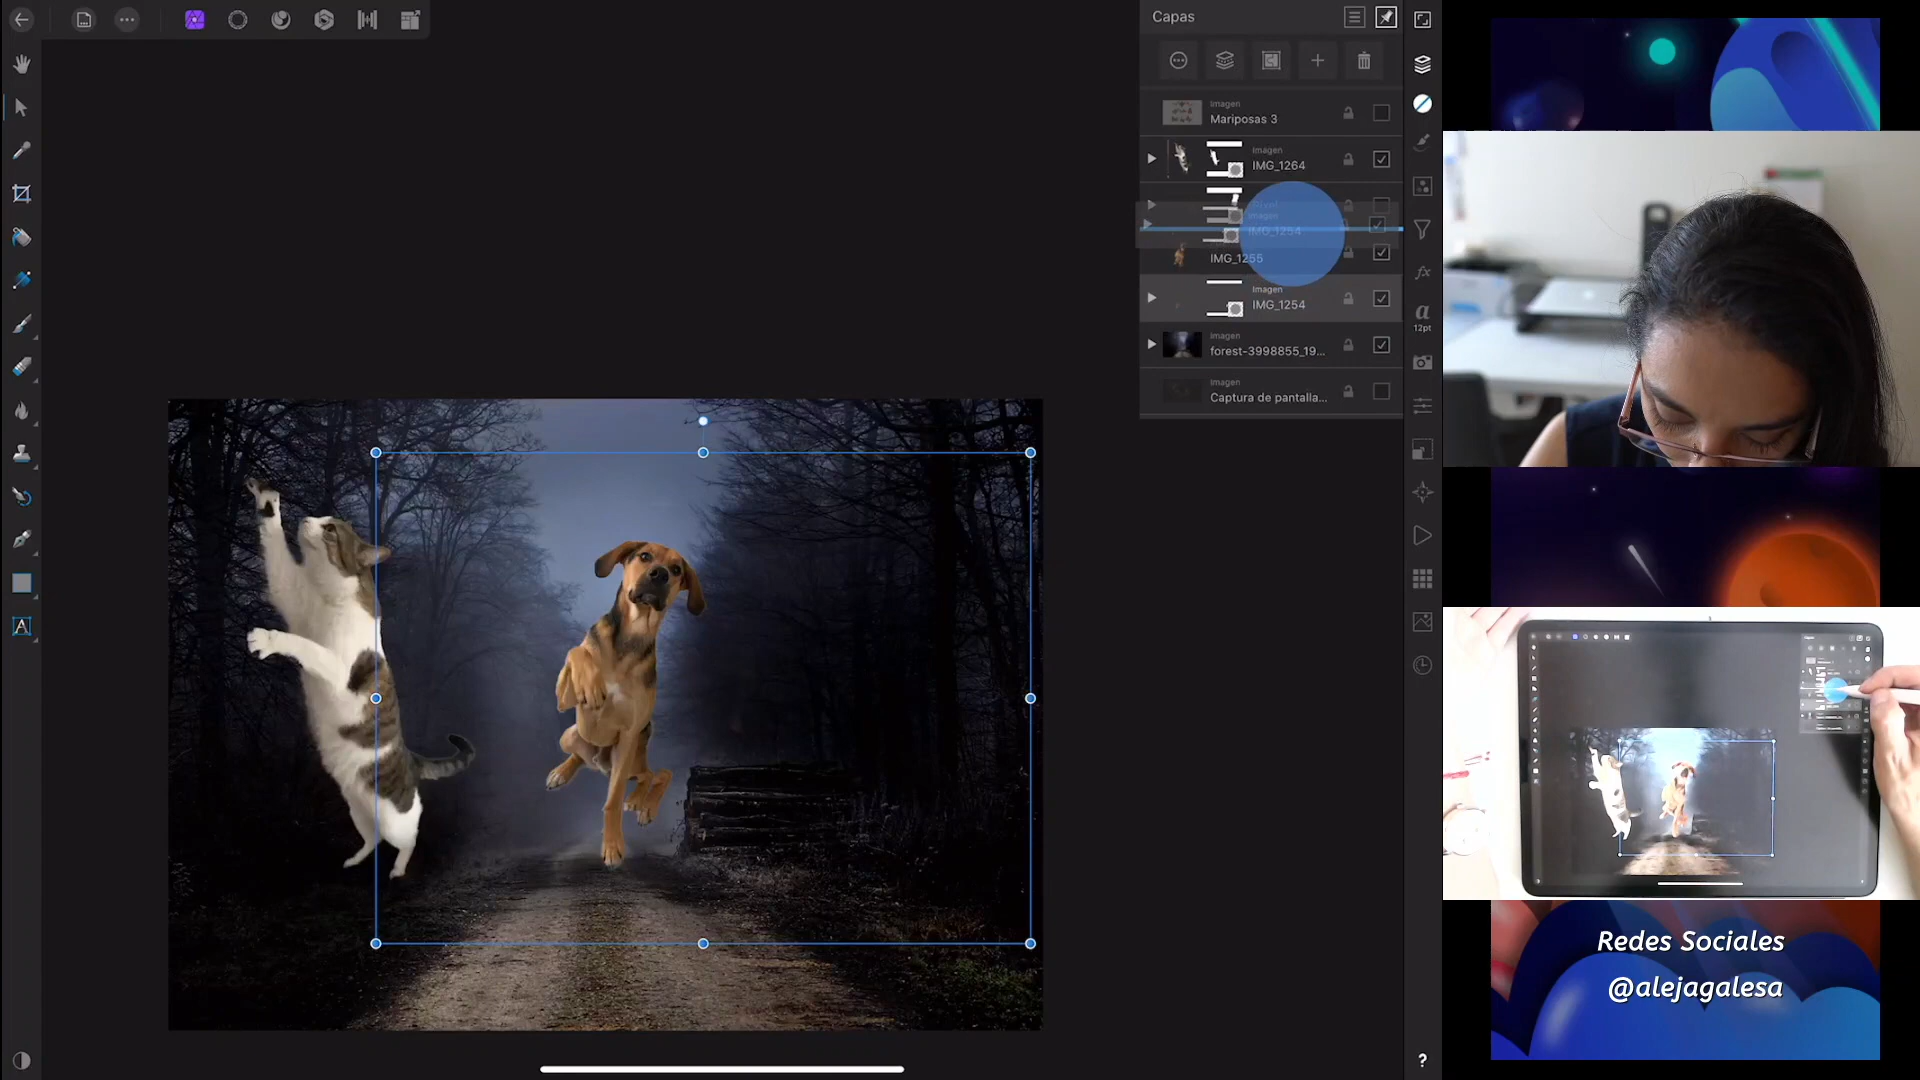 Capas
Imagen
Mariposas 3
Imagen
IMG_1264
Imagen
IMG_1254
IMG_1255
Imagen
IMG_1254
Imagen
forest-3998855_19...
Imagen
Captura de pantalla...
fx
a
12pt
A
?
Redes Sociales
@alejagalesa